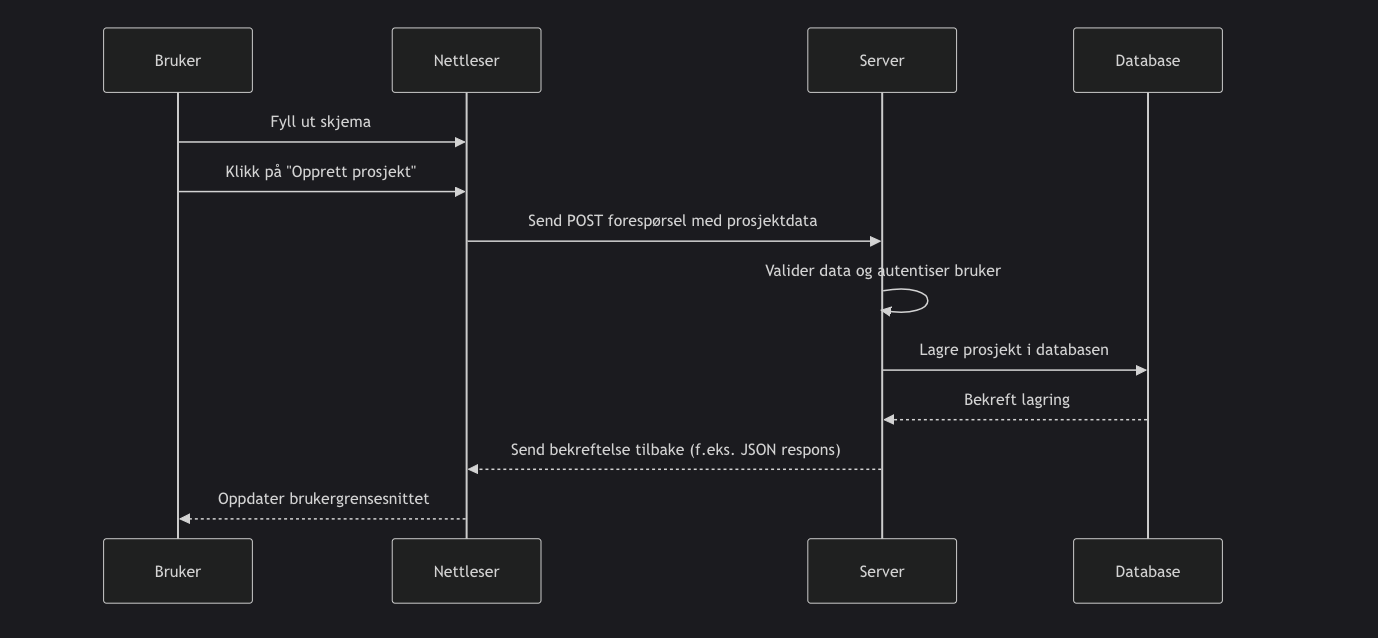 Bruker
Nettleser
Server
Database
Fyll ut skjema
Klikk på "Opprett prosjekt"
Send POST forespørsel med prosjektdata
Valider data og autentiser bruker
Lagre prosjekt i databasen
Bekreft lagring
Send bekreftelse tilbake (f.eks. JSON respons)
Oppdater brukergrensesnittet
Bruker
Nettleser
Server
Database